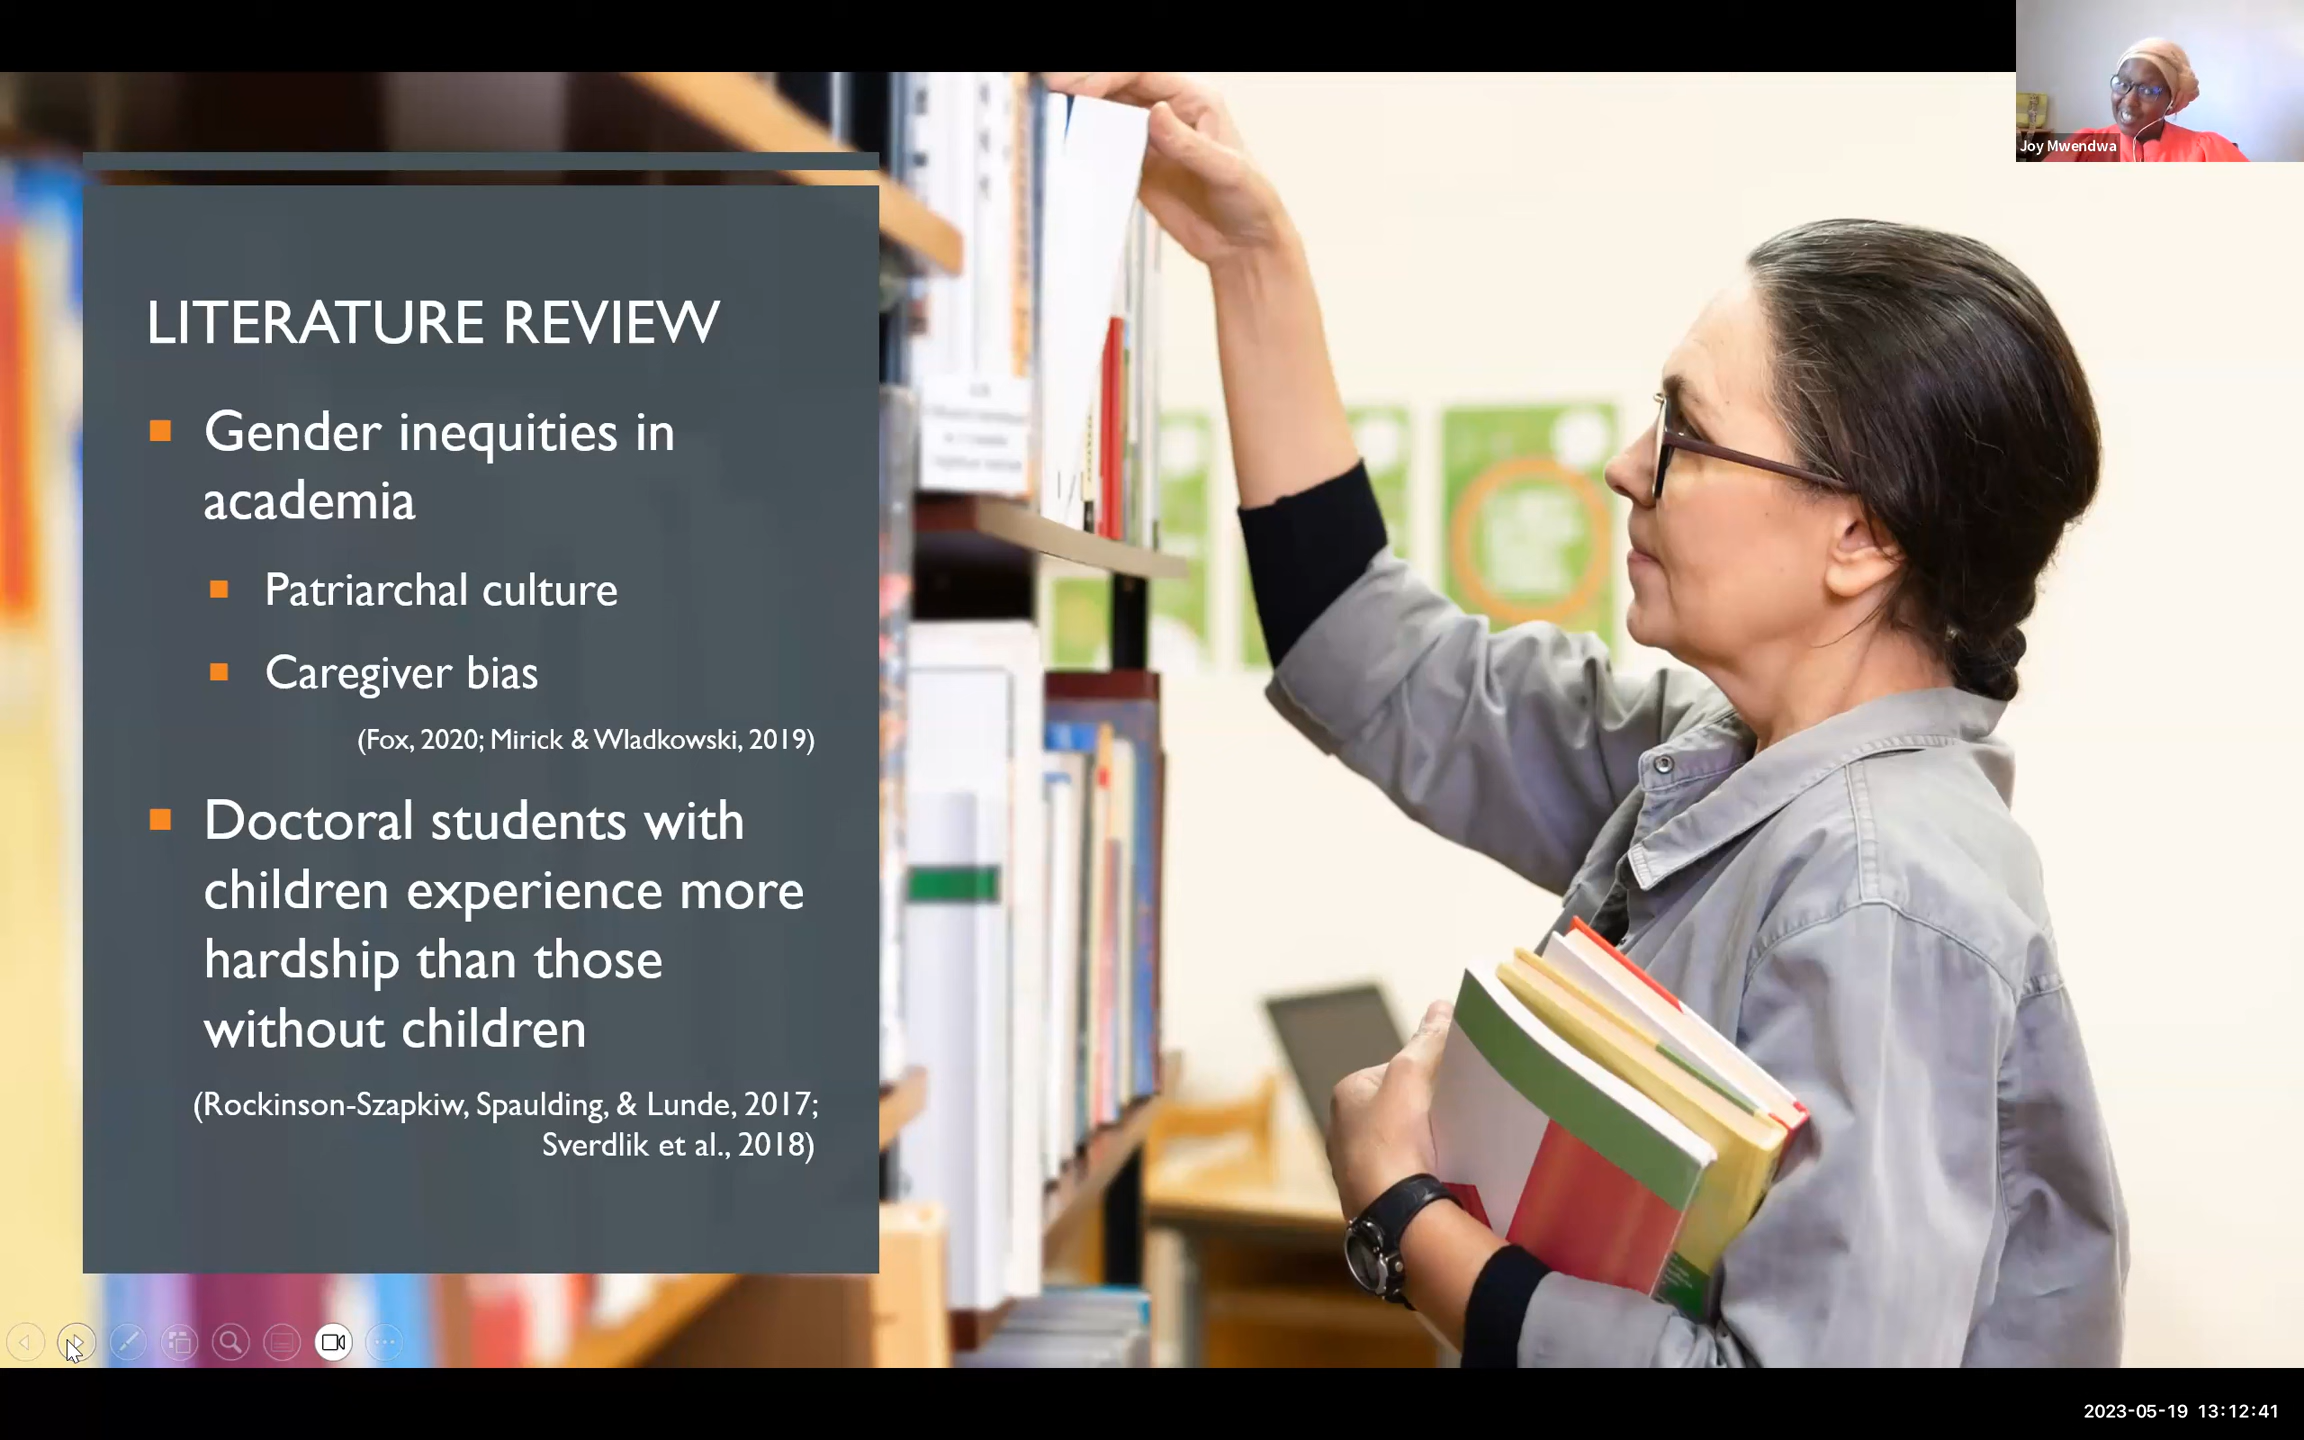 Joy Mwendwa
LITERATURE REVIEW
Gender inequities in
academia
Patriarchal culture
Caregiver bias
(Fox, 2020; Mirick & Wladkowski, 2019)
Doctoral students with
children experience more
hardship than those
without children
(Rockinson-Szapkiw, Spaulding, & Lunde, 2017;
Sverdlik et al., 2018)
2023-05-19 13:12:41